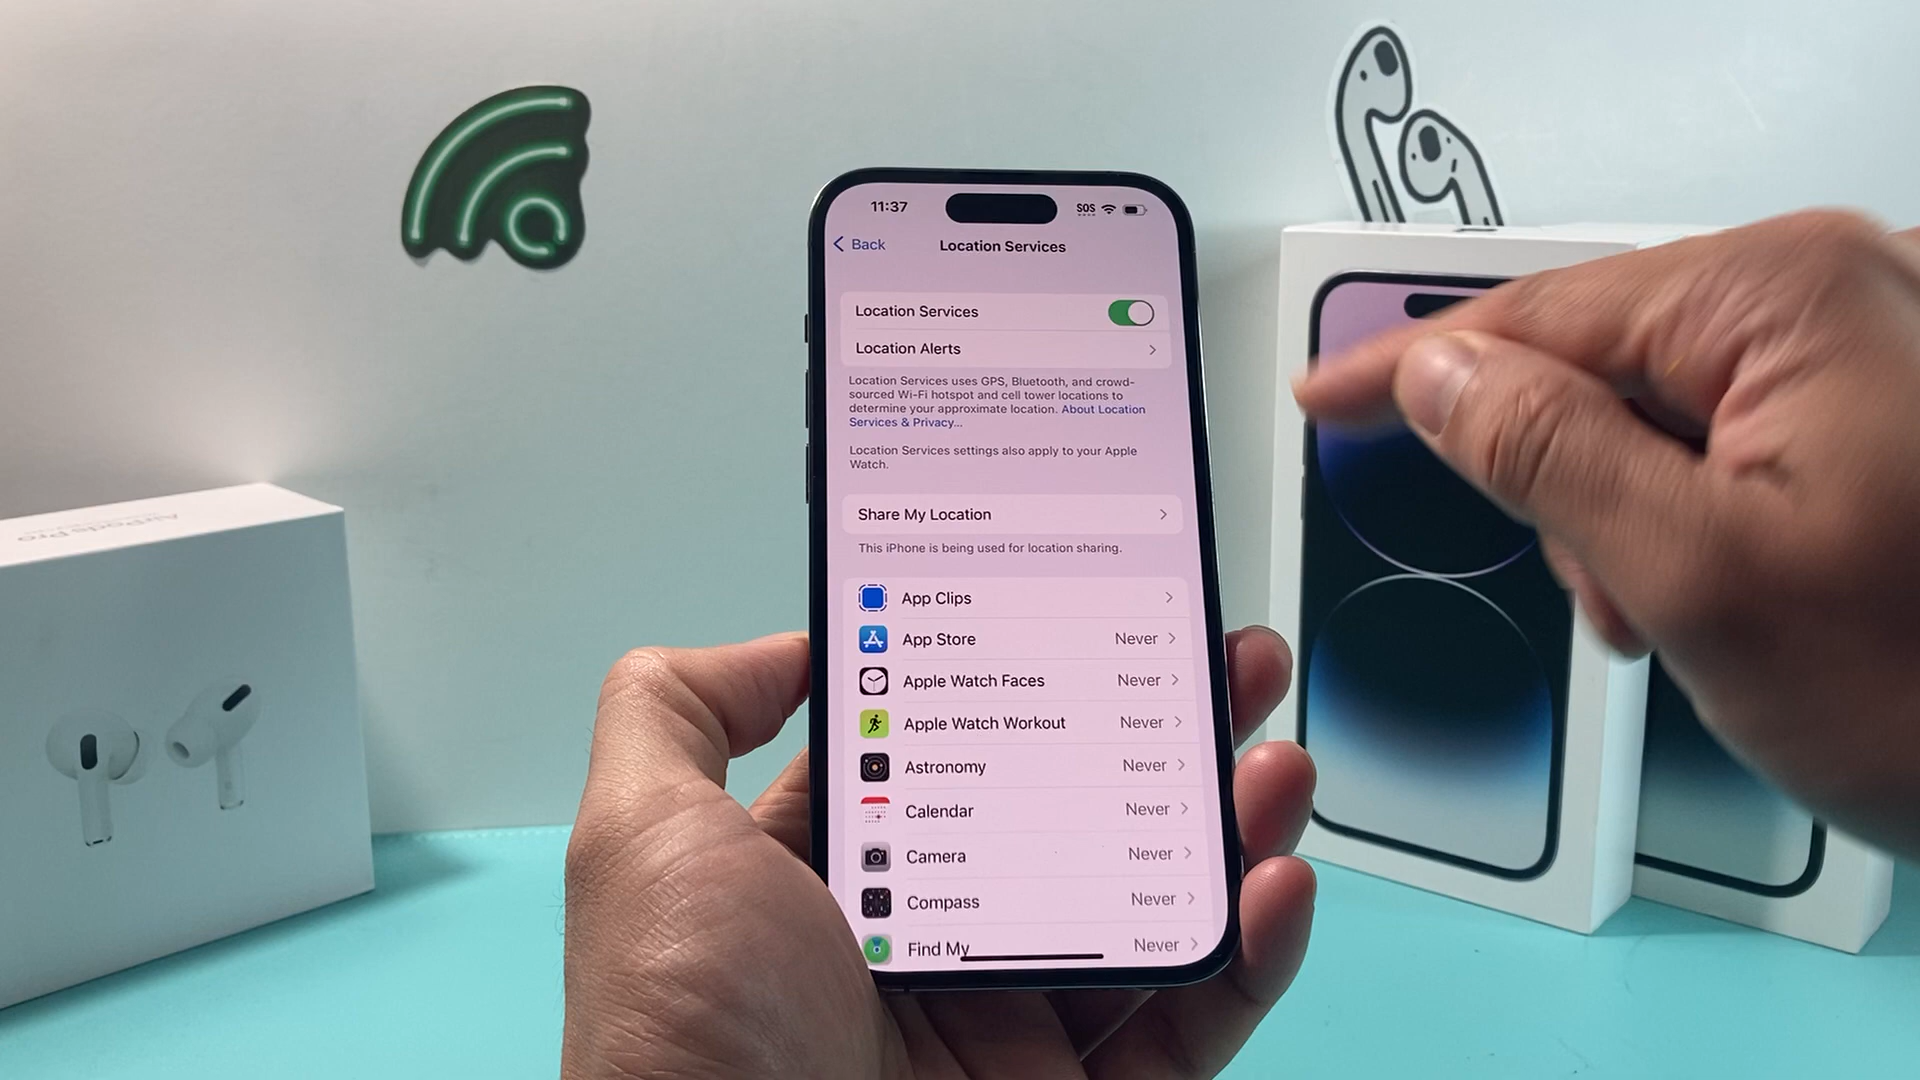 AirPods Pro
11:37
SOS
Back
Location Services
Location Services
Location Alerts
Location Services uses GPS, Bluetooth, and crowd-
sourced Wi-Fi hotspot and cell tower locations to
determine your approximate location. About Location
Services & Privacy...
Location Services settings also apply to your Apple
Watch.
Share My Location
This iPhone is being used for location sharing.
App Clips
App Store Never
Apple Watch Faces Never
Apple Watch Workout Never
Astronomy Never
Calendar Never
Camera Never
Compass Never
Find My Never